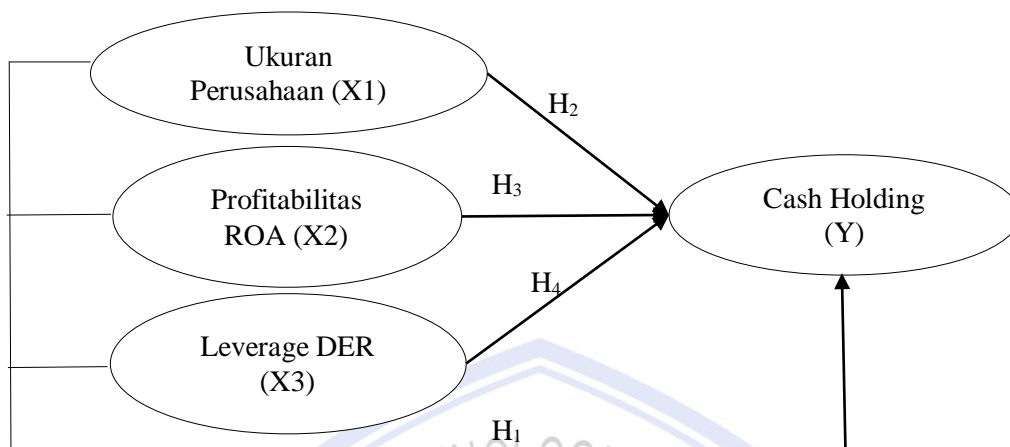 Ukuran
Perusahaan (X1)
H2
Profitabilitas
ROA (X2)
H3
Cash Holding
(Y)
H4
Leverage DER
(X3)
H1